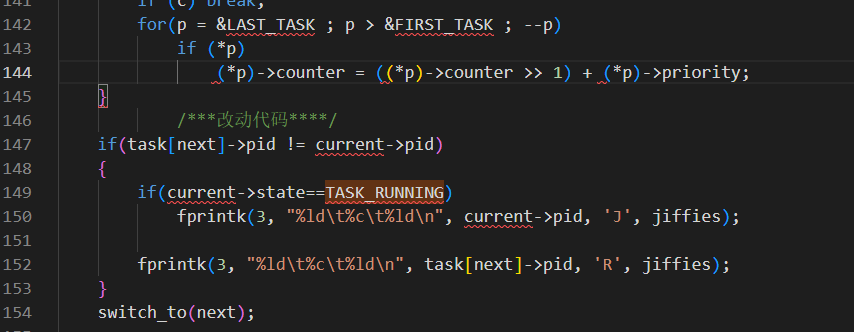 141 if (c) break;
142 for(p = &LAST_TASK ; p > &FIRST_TASK ; --p)
143 if (*p)
144 (*p)->counter = ((*p)->counter >> 1) + (*p)->priority;
145 }
146 /***改动代码****/
147 if(task[next]->pid != current->pid)
148 {
149 if(current->state==TASK_RUNNING)
150 fprintk(3, "%ld\t%c\t%ld\n", current->pid, 'J', jiffies);
151
152 fprintk(3, "%ld\t%c\t%ld\n", task[next]->pid, 'R', jiffies);
153 }
154 switch_to(next);